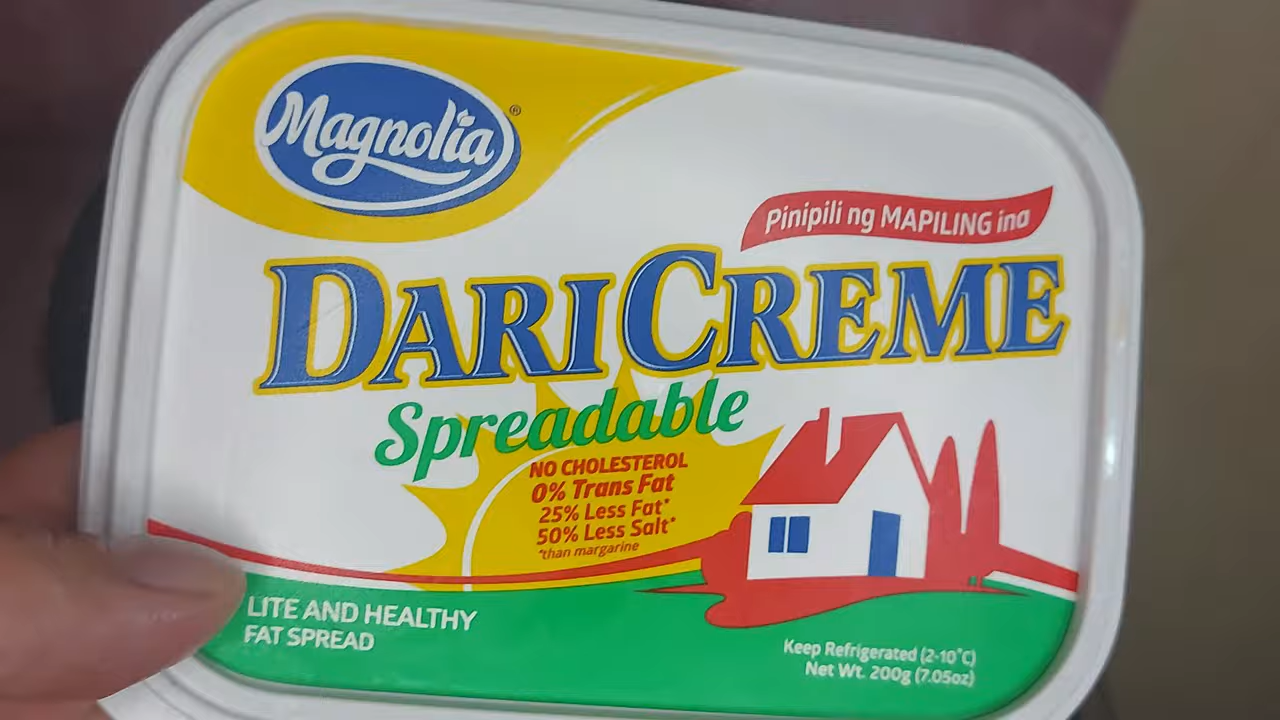 Magnolia®
Pinipili ng MAPILING ina
DARI CREME
Spreadable
NO CHOLESTEROL
0% Trans Fat
25% Less Fat*
50% Less Salt*
*than margarine
LITE AND HEALTHY
FAT SPREAD
Keep Refrigerated (2-10°C)
Net Wt. 200g (7.05oz)